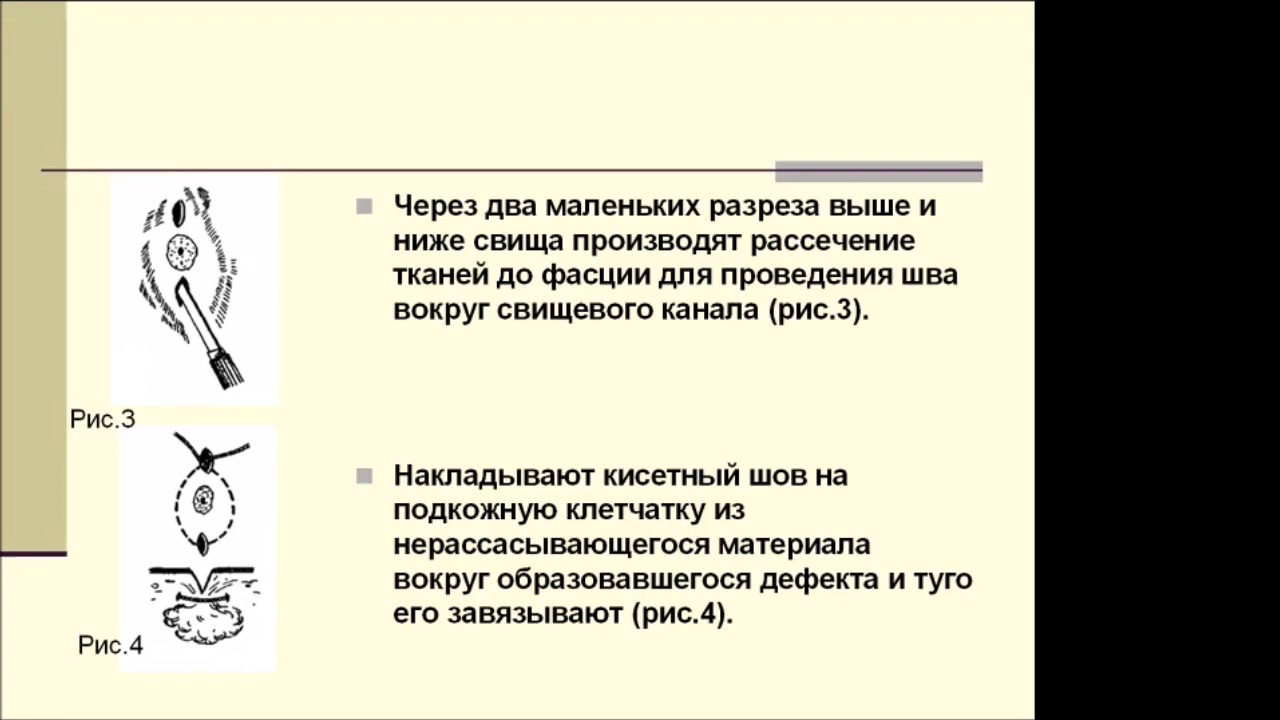 Через два маленьких разреза выше и
ниже свища производят рассечение
тканей до фасции для проведения шва
вокруг свищевого канала (рис.3).
Рис.3
Накладывают кисетный шов на
подкожную клетчатку из
нерассасывающегося материала
вокруг образовавшегося дефекта и туго
его завязывают (рис.4).
Рис.4